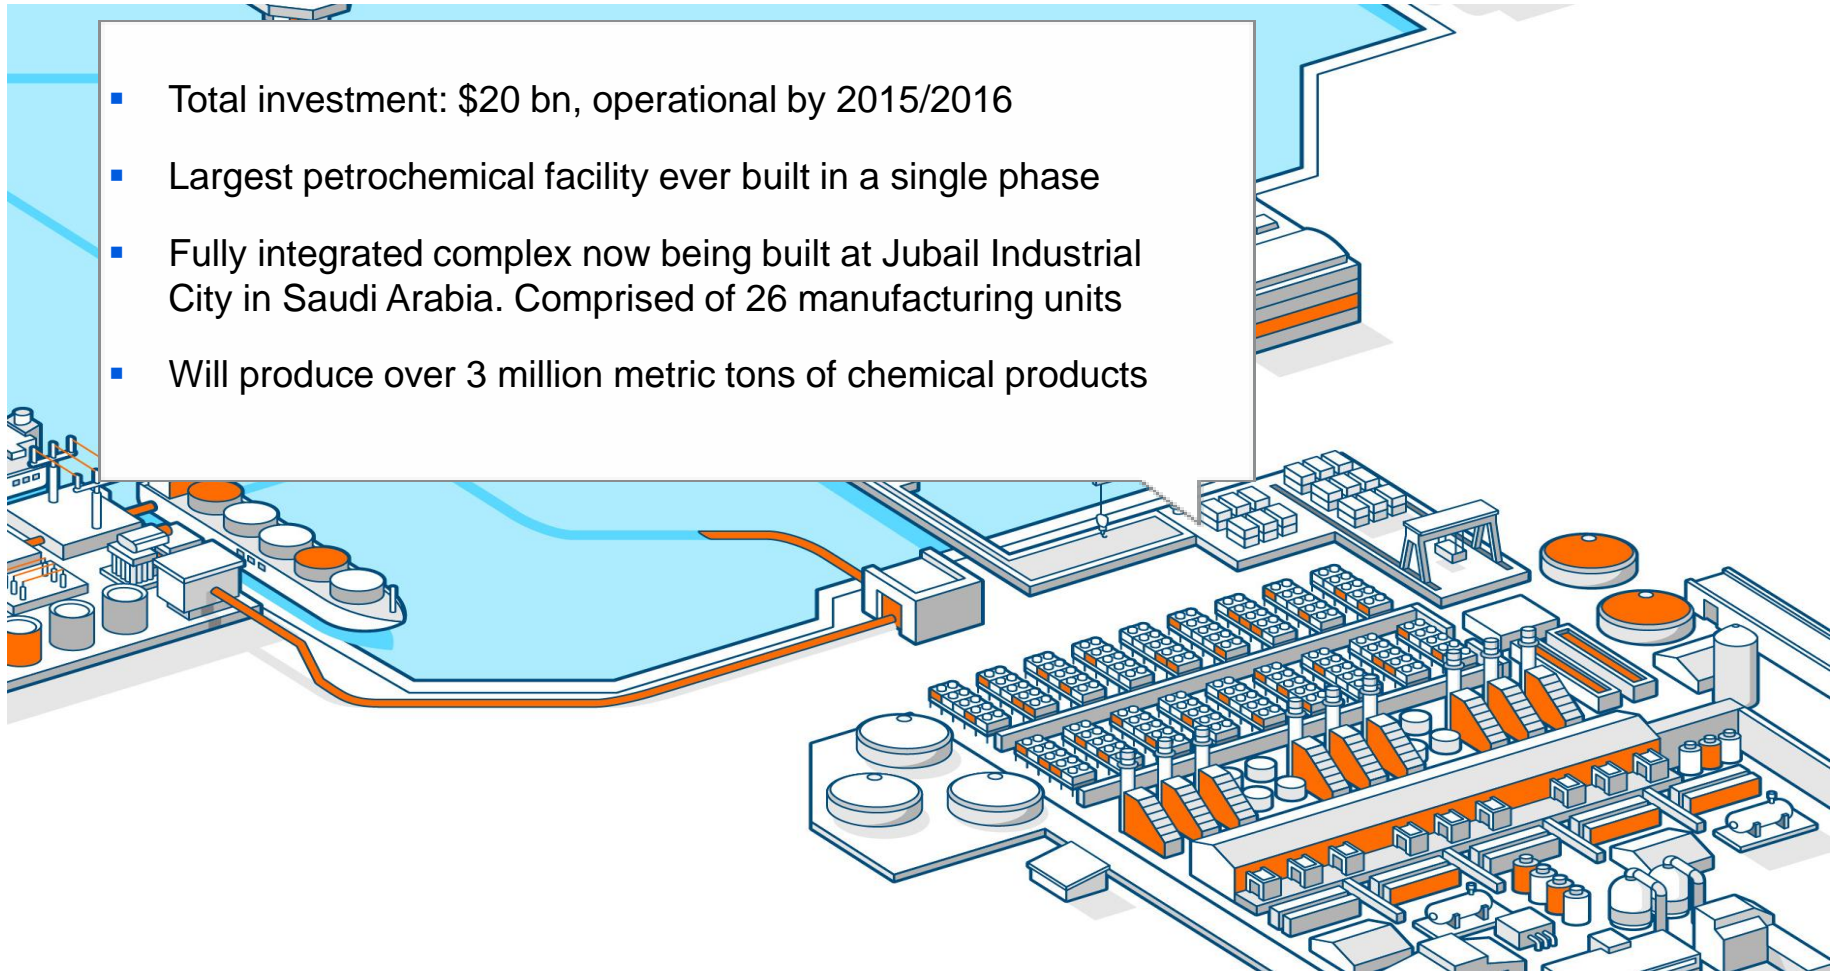 Total investment: $20 bn, operational by 2015/2016
Largest petrochemical facility ever built in a single phase
Fully integrated complex now being built at Jubail Industrial
City in Saudi Arabia. Comprised of 26 manufacturing units
Will produce over 3 million metric tons of chemical products